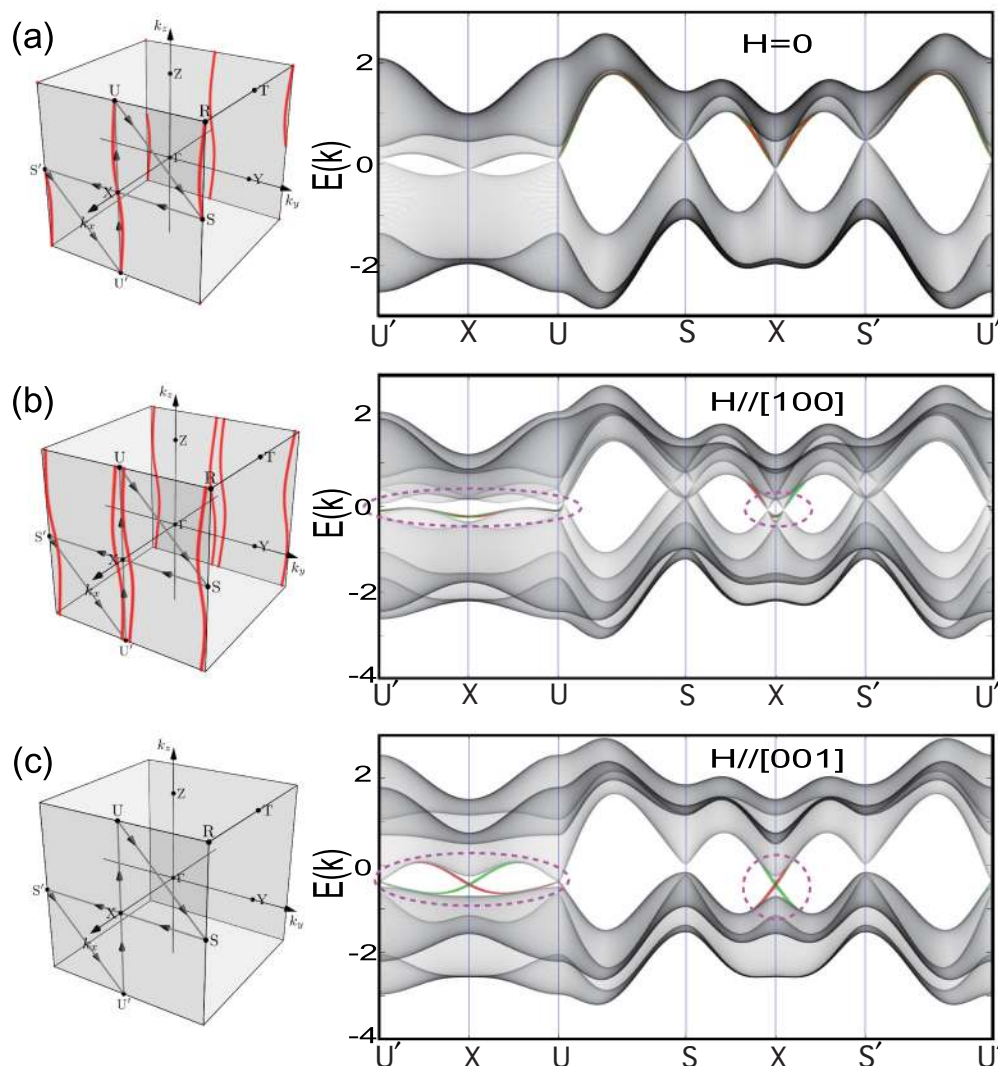 (a)
k_z
Z
T
U
R
Γ
S′
X
Y
k_y
k_x
S
U′
H=0
E(k)
2
0
-2
U′ X U S X S′ U′
(b)
k_z
Z
T
U
R
Γ
S′
X
Y
k_y
k_x
S
U′
H//[100]
E(k)
2
0
-2
-4
U′ X U S X S′ U′
(c)
k_z
Z
T
U
R
Γ
S′
X
Y
k_y
k_x
S
U′
H//[001]
E(k)
2
0
-2
-4
U′ X U S X S′ U′